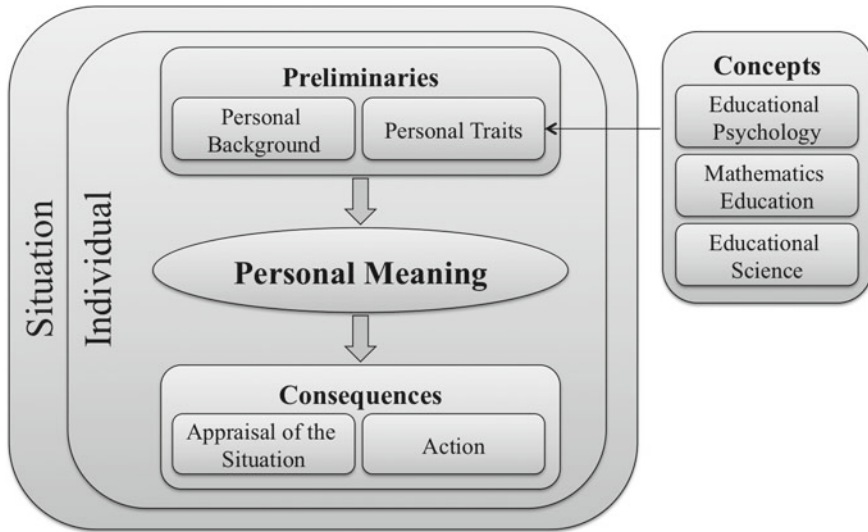 Situation
Individual
Preliminaries
Personal
Background
Personal Traits
Personal Meaning
Consequences
Appraisal of the
Situation
Action
Concepts
Educational
Psychology
Mathematics
Education
Educational
Science